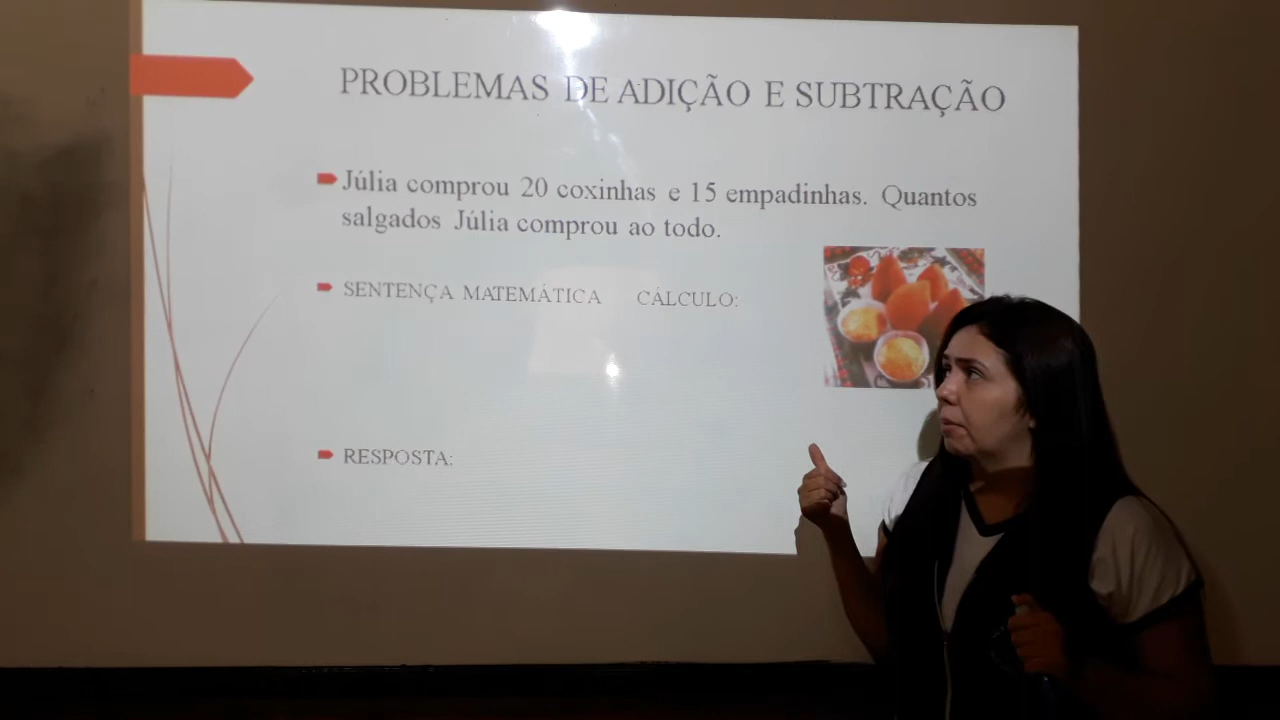 PROBLEMAS DE ADIÇÃO E SUBTRAÇÃO
Júlia comprou 20 coxinhas e 15 empadinhas. Quantos
salgados Júlia comprou ao todo.
SENTENÇA MATEMÁTICA CÁLCULO:
RESPOSTA: